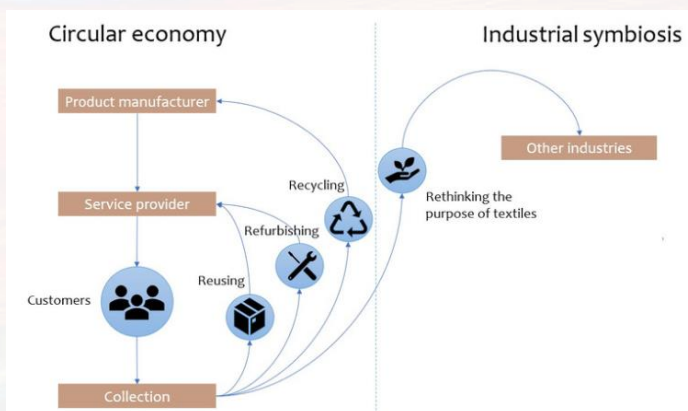 Circular economy
Industrial symbiosis
Product manufacturer
Other industries
Recycling
Rethinking the
purpose of textiles
Service provider
Refurbishing
Reusing
Customers
Collection